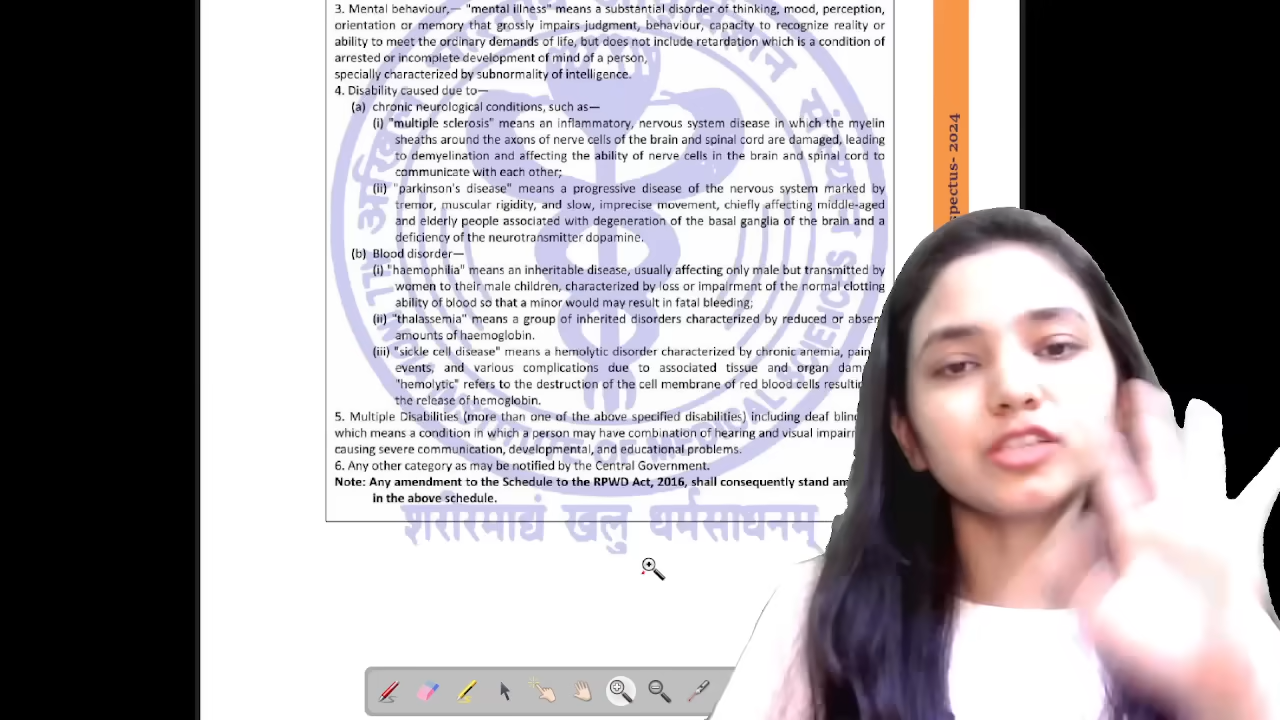 3. Mental behaviour,— "mental illness" means a substantial disorder of thinking, mood, perception,
orientation or memory that grossly impairs judgment, behaviour, capacity to recognize reality or
ability to meet the ordinary demands of life, but does not include retardation which is a condition of
arrested or incomplete development of mind of a person,
specially characterized by subnormality of intelligence.
4. Disability caused due to—
(a) chronic neurological conditions, such as—
(i) "multiple sclerosis" means an inflammatory, nervous system disease in which the myelin
sheaths around the axons of nerve cells of the brain and spinal cord are damaged, leading
to demyelination and affecting the ability of nerve cells in the brain and spinal cord to
communicate with each other;
(ii) "parkinson's disease" means a progressive disease of the nervous system marked by
tremor, muscular rigidity, and slow, imprecise movement, chiefly affecting middle-aged
and elderly people associated with degeneration of the basal ganglia of the brain and a
deficiency of the neurotransmitter dopamine.
(b) Blood disorder—
(i) "haemophilia" means an inheritable disease, usually affecting only male but transmitted by
women to their male children, characterized by loss or impairment of the normal clotting
ability of blood so that a minor would may result in fatal bleeding;
(ii) "thalassemia" means a group of inherited disorders characterized by reduced or absen
amounts of haemoglobin.
(iii) "sickle cell disease" means a hemolytic disorder characterized by chronic anemia, pain
events, and various complications due to associated tissue and organ dam
"hemolytic" refers to the destruction of the cell membrane of red blood cells resulti
the release of hemoglobin.
5. Multiple Disabilities (more than one of the above specified disabilities) including deaf blin
which means a condition in which a person may have combination of hearing and visual impair
causing severe communication, developmental, and educational problems.
6. Any other category as may be notified by the Central Government.
Note: Any amendment to the Schedule to the RPWD Act, 2016, shall consequently stand am
in the above schedule.
शरीरमाद्यं खलु धर्मसाधनम्
spectus- 2024